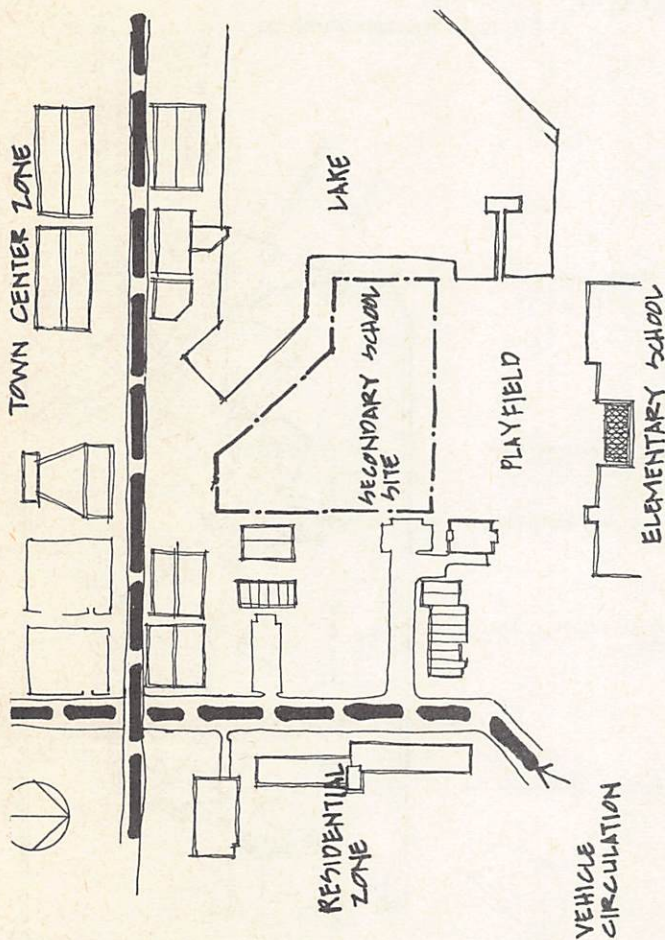 TOWN CENTER ZONE
LAKE
SECONDARY SCHOOL
SITE
PLAYFIELD
ELEMENTARY SCHOOL
RESIDENTIAL
ZONE
VEHICLE
CIRCULATION